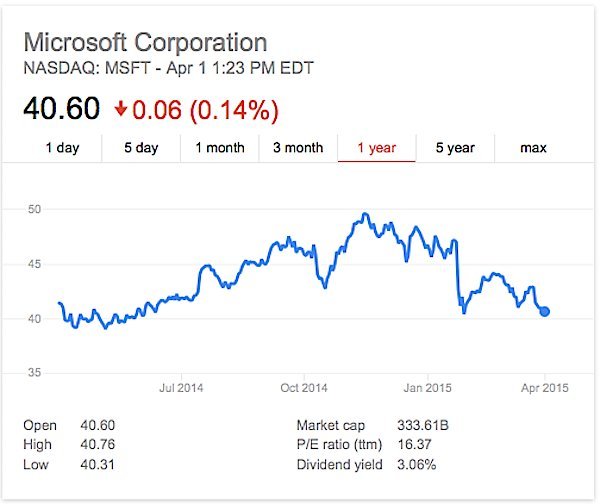 Microsoft Corporation
NASDAQ: MSFT - Apr 1 1:23 PM EDT
40.60 ↓0.06 (0.14%)
1 day 5 day 1 month 3 month 1 year 5 year max
50
45
40
35
Jul 2014 Oct 2014 Jan 2015 Apr 2015
Open 40.60 Market cap 333.61B
High 40.76 P/E ratio (ttm) 16.37
Low 40.31 Dividend yield 3.06%